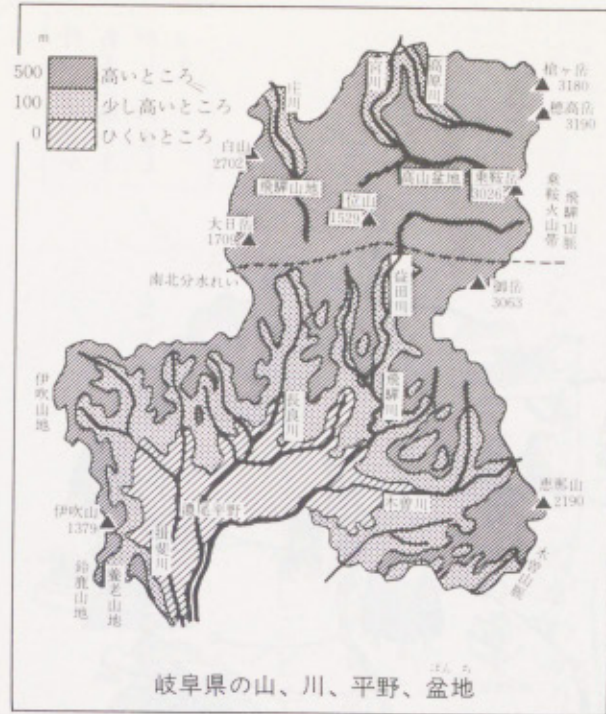 m
500
高いところ
100
少し高いところ
0
ひくいところ
庄川
宮川
高原川
槍ヶ岳
3180
穂高岳
3190
白山
2702
飛騨山地
高山盆地
乗鞍岳
3026
位山
1529
乗鞍火山帯
飛騨山脈
大日岳
1709
南北分水れい
益田川
御岳
3063
伊吹山地
長良川
飛騨川
伊吹山
1379
揖斐川
濃尾平野
木曽川
恵那山
2190
木曽山脈
鈴鹿山地
養老山地
ぼんち
岐阜県の山、川、平野、盆地